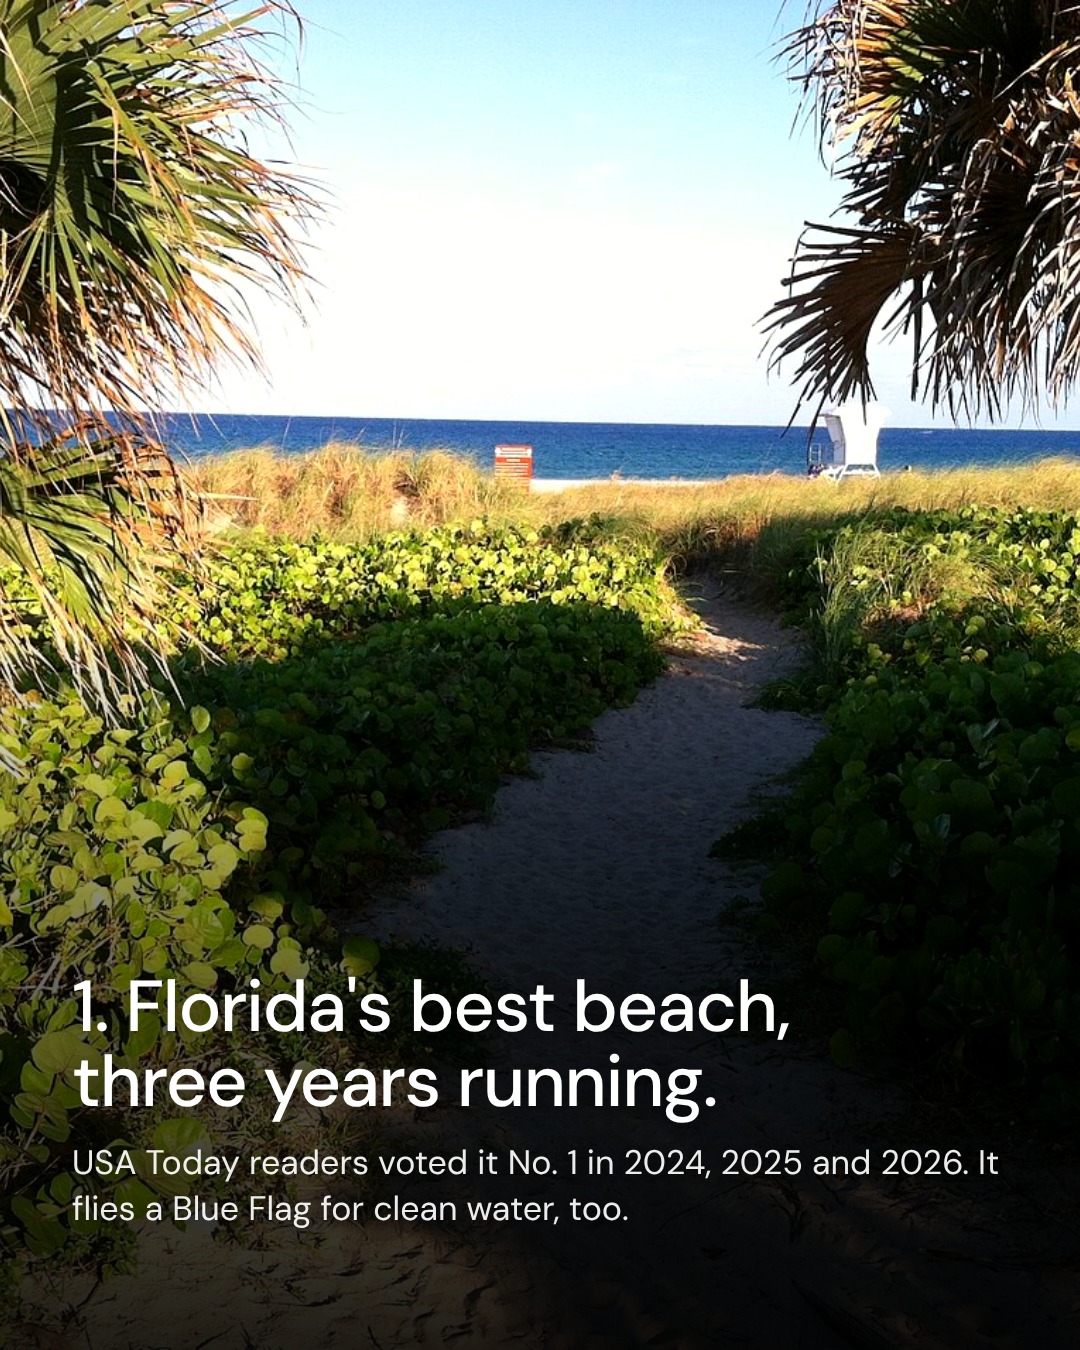 1. Florida's best beach,
three years running.
USA Today readers voted it No. 1 in 2024, 2025 and 2026. It
flies a Blue Flag for clean water, too.